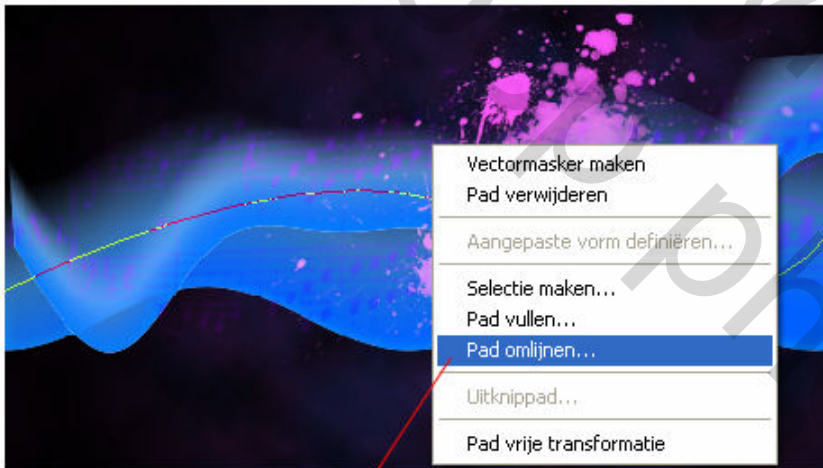 Vectormasker maken
Pad verwijderen
Aangepaste vorm definiëren...
Selectie maken...
Pad vullen...
Pad omlijnen...
Uitknippad...
Pad vrije transformatie